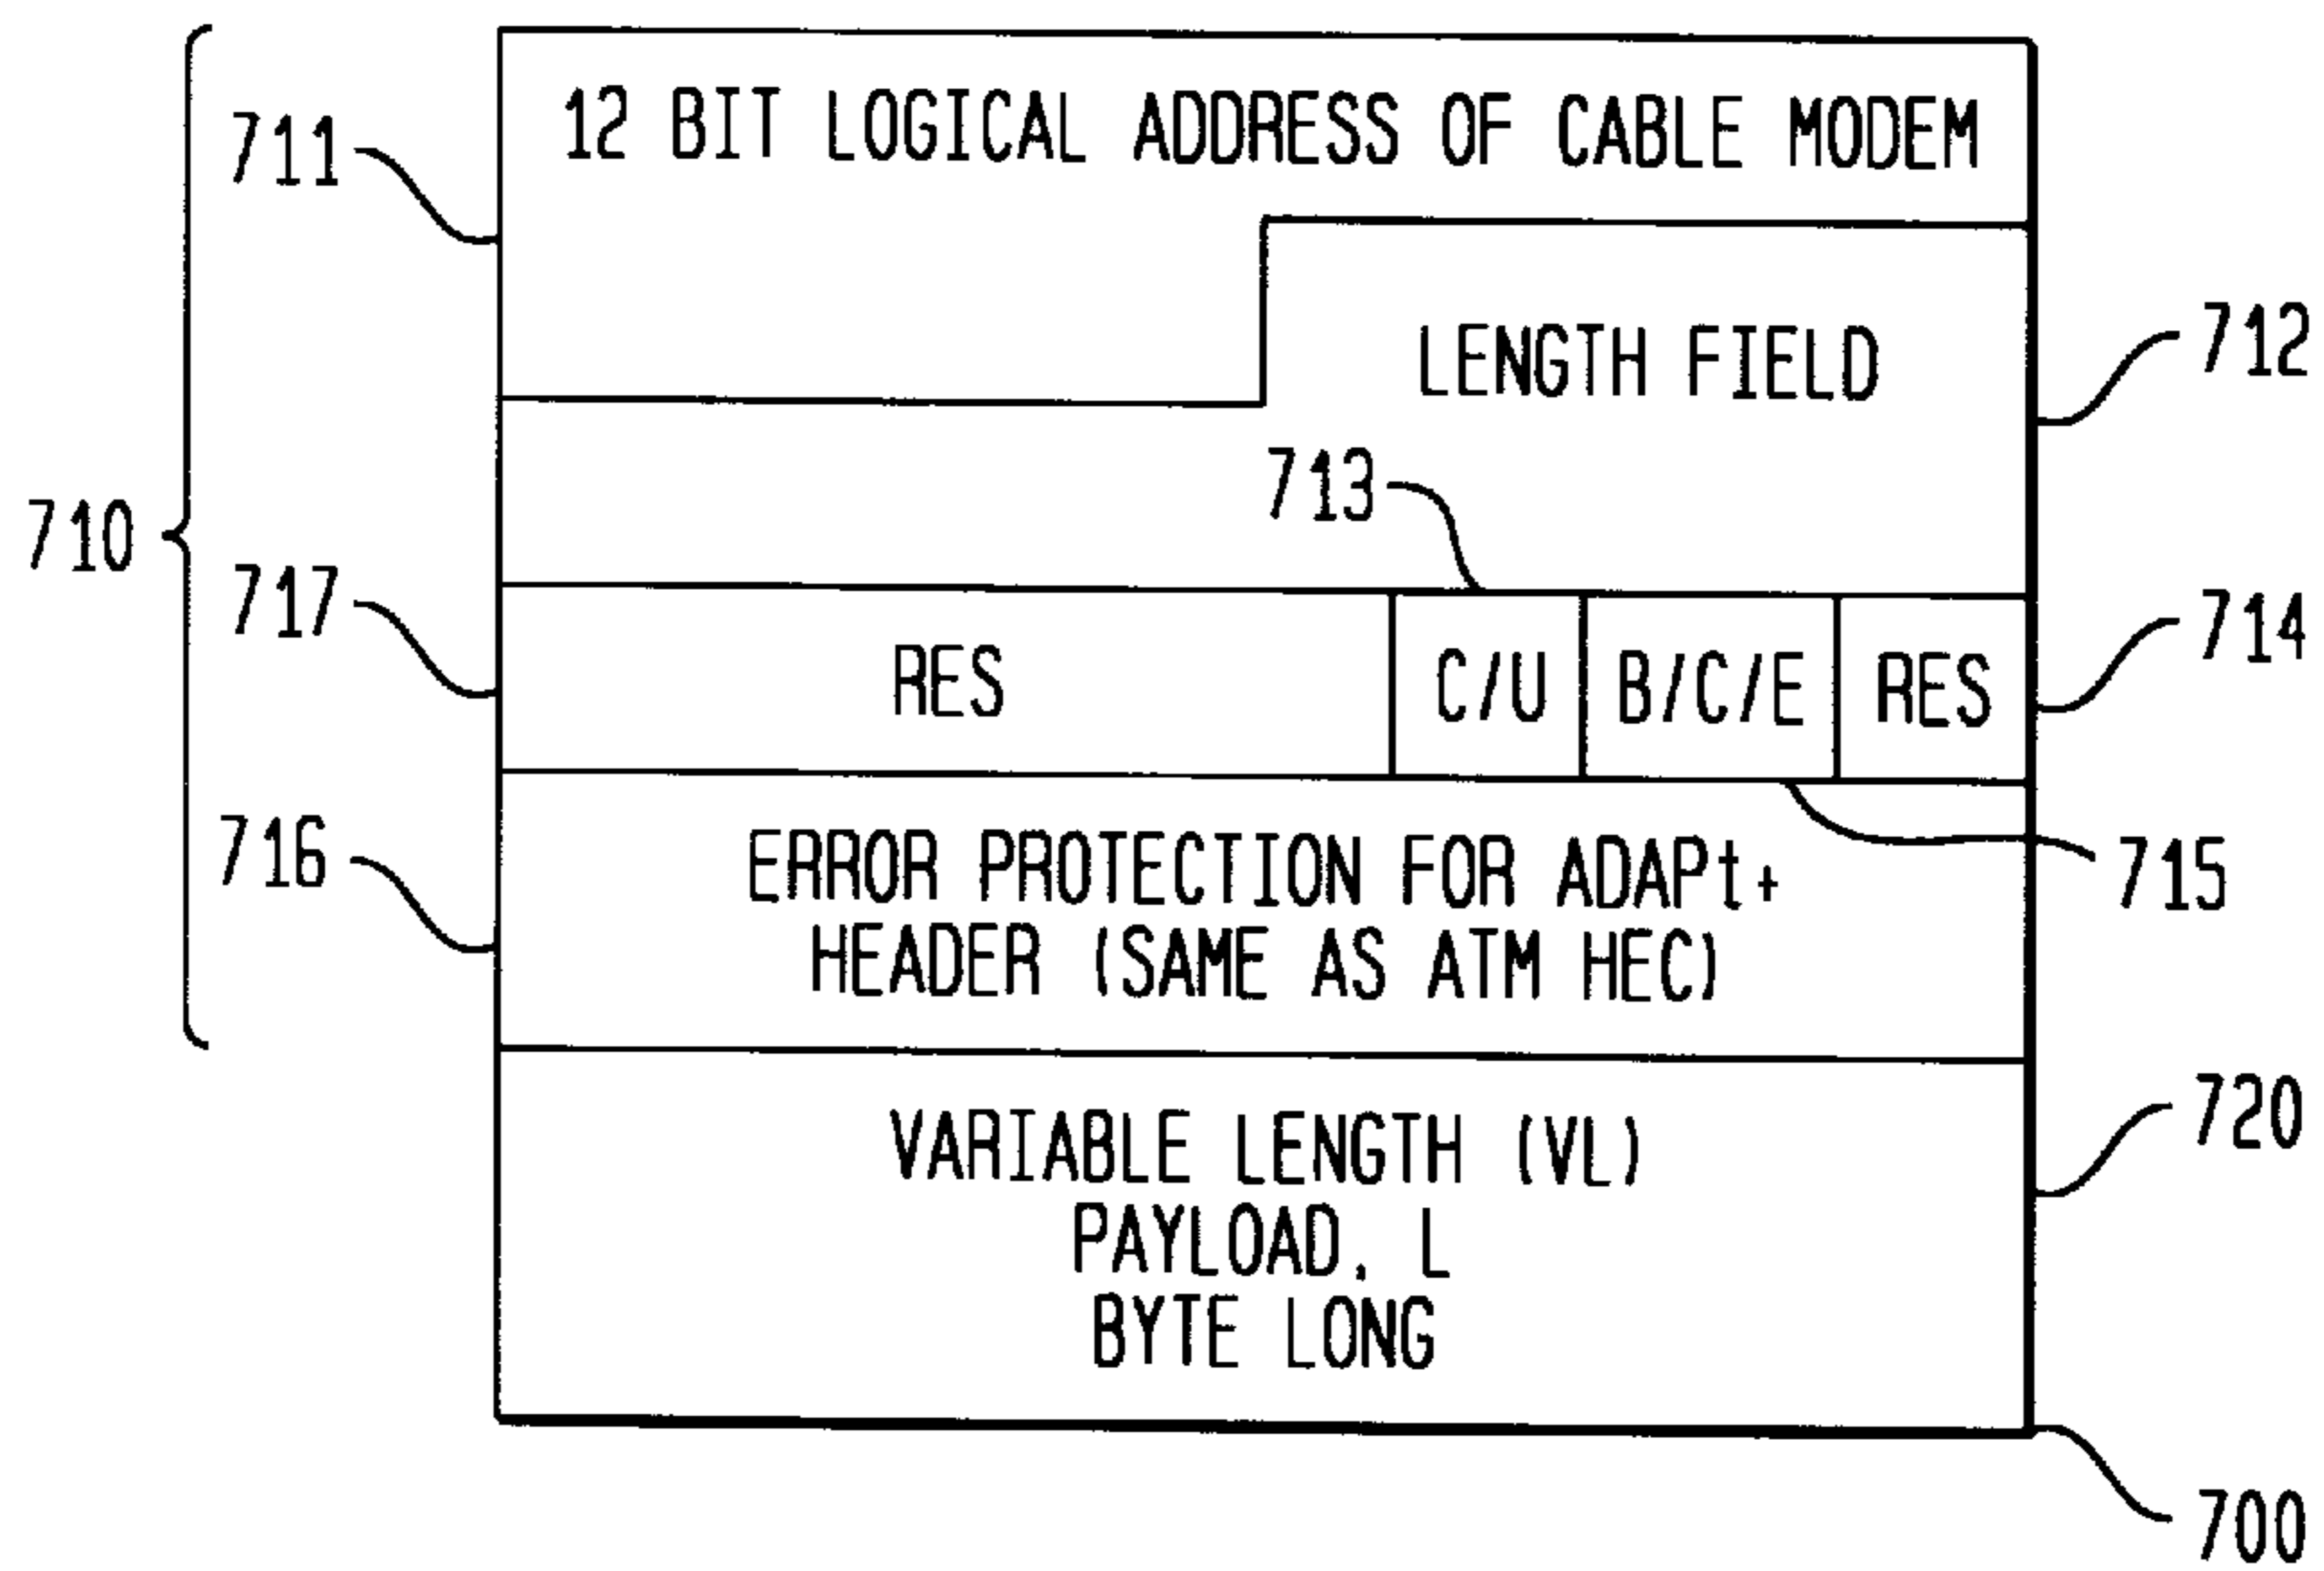 12 BIT LOGICAL ADDRESS OF CABLE MODEM
711
LENGTH FIELD
712
713
710
717
RES
C/U
B/C/E
RES
714
716
ERROR PROTECTION FOR ADAPt+
HEADER (SAME AS ATM HEC)
715
VARIABLE LENGTH (VL)
PAYLOAD, L
BYTE LONG
720
700